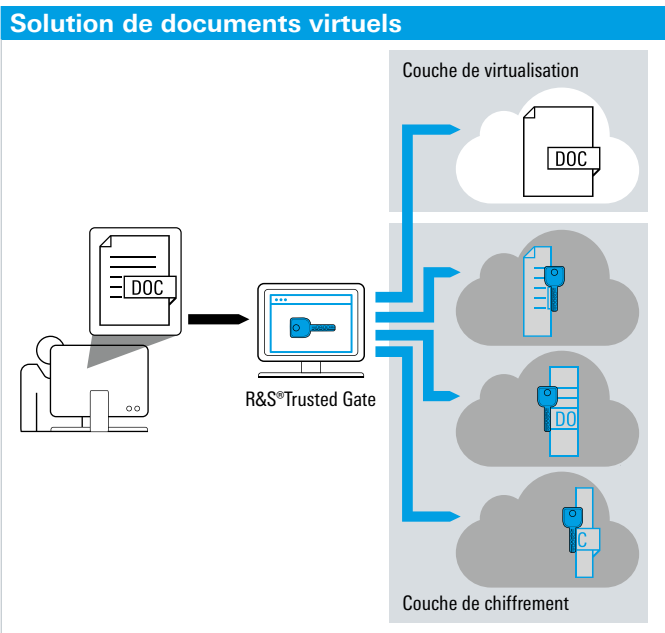 Solution de documents virtuels
Couche de virtualisation
DOC
DOC
R&S®Trusted Gate
DO
C
Couche de chiffrement